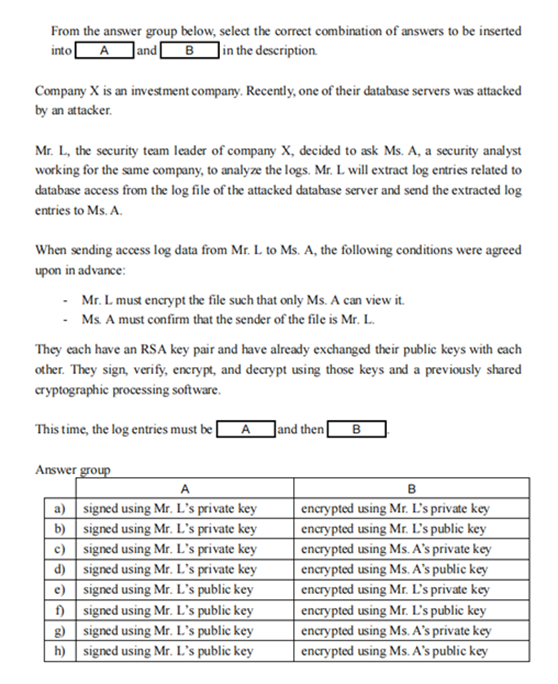 From the answer group below, select the correct combination of answers to be inserted
into A and B in the description.
Company X is an investment company. Recently, one of their database servers was attacked
by an attacker.
Mr. L, the security team leader of company X, decided to ask Ms. A, a security analyst
working for the same company, to analyze the logs. Mr. L will extract log entries related to
database access from the log file of the attacked database server and send the extracted log
entries to Ms. A.
When sending access log data from Mr. L to Ms. A, the following conditions were agreed
upon in advance:
- Mr. L must encrypt the file such that only Ms. A can view it.
- Ms. A must confirm that the sender of the file is Mr. L.
They each have an RSA key pair and have already exchanged their public keys with each
other. They sign, verify, encrypt, and decrypt using those keys and a previously shared
cryptographic processing software.
This time, the log entries must be A and then B .
Answer group
A B
a) signed using Mr. L's private key encrypted using Mr. L's private key
b) signed using Mr. L's private key encrypted using Mr. L's public key
c) signed using Mr. L's private key encrypted using Ms. A's private key
d) signed using Mr. L's private key encrypted using Ms. A's public key
e) signed using Mr. L's public key encrypted using Mr. L's private key
f) signed using Mr. L's public key encrypted using Mr. L's public key
g) signed using Mr. L's public key encrypted using Ms. A's private key
h) signed using Mr. L's public key encrypted using Ms. A's public key